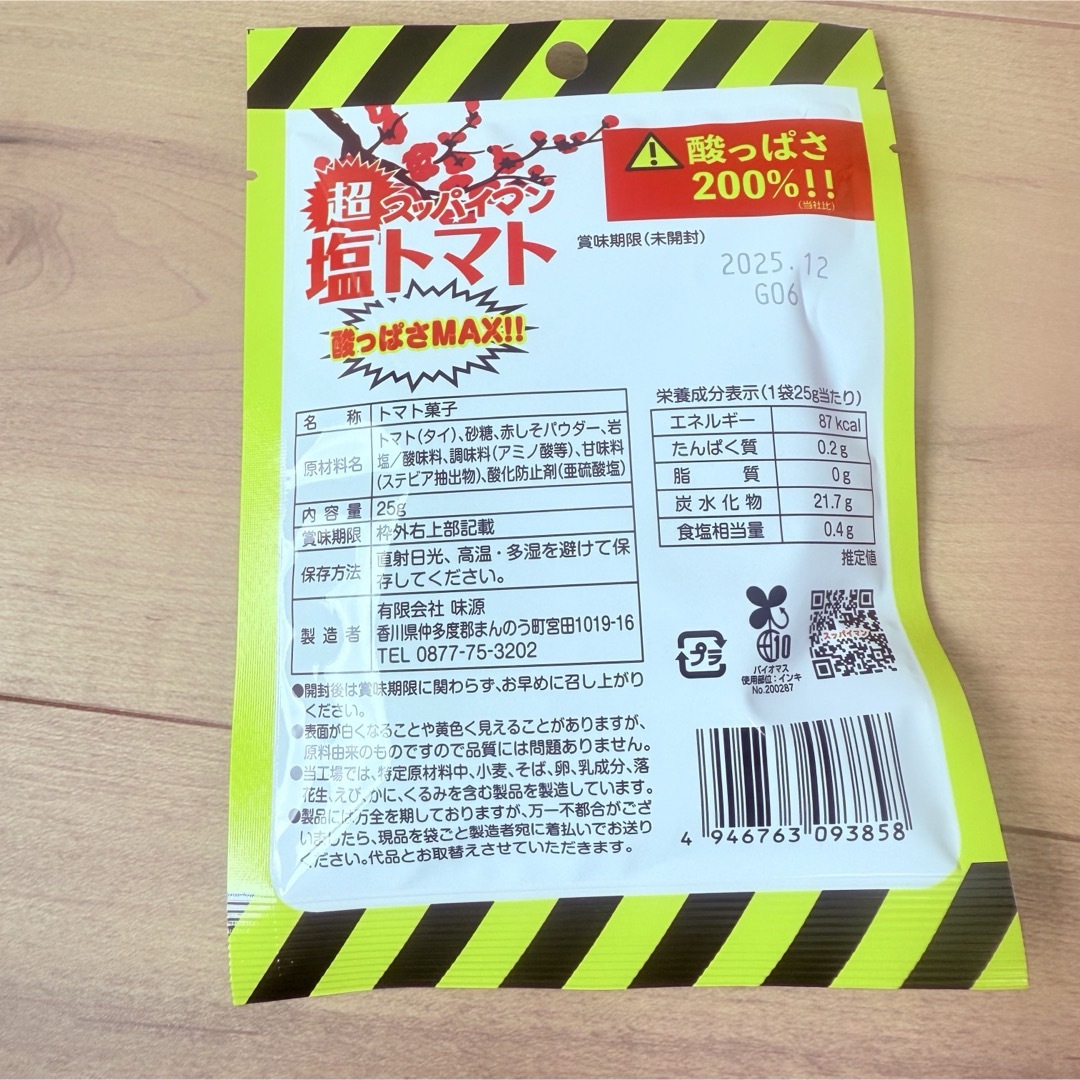 超
スッパイマン
塩トマト
酸っぱさMAX!!
酸っぱさ
200%!!
(当社比)
賞味期限(未開封)
2025.12
G06
名 称 トマト菓子
原材料名 トマト(タイ)、砂糖、赤しそパウダー、岩
塩/酸味料、調味料(アミノ酸等)、甘味料
(ステビア抽出物)、酸化防止剤(亜硫酸塩)
内容量 25g
賞味期限 枠外右上部記載
保存方法 直射日光、高温・多湿を避けて保
存してください。
製造者 有限会社 味源
香川県仲多度郡まんのう町宮田1019-16
TEL 0877-75-3202
栄養成分表示(1袋25g当たり)
エネルギー 87kcal
たんぱく質 0.2g
脂 質 0g
炭水化物 21.7g
食塩相当量 0.4g
推定値
プラ
10
バイオマス
使用部位:インキ
No.200287
スッパイマン
●開封後は賞味期限に関わらず、お早めに召し上がり
ください。
●表面が白くなることや黄色く見えることがありますが、
原料由来のものですので品質には問題ありません。
●当工場では、特定原材料中、小麦、そば、卵、乳成分、落
花生、えび、かに、くるみを含む製品を製造しています。
●製品には万全を期しておりますが、万一不都合がござ
いましたら、現品を袋ごと製造者宛に着払いでお送り
ください。代品とお取替えさせていただきます。
4 946763 093858